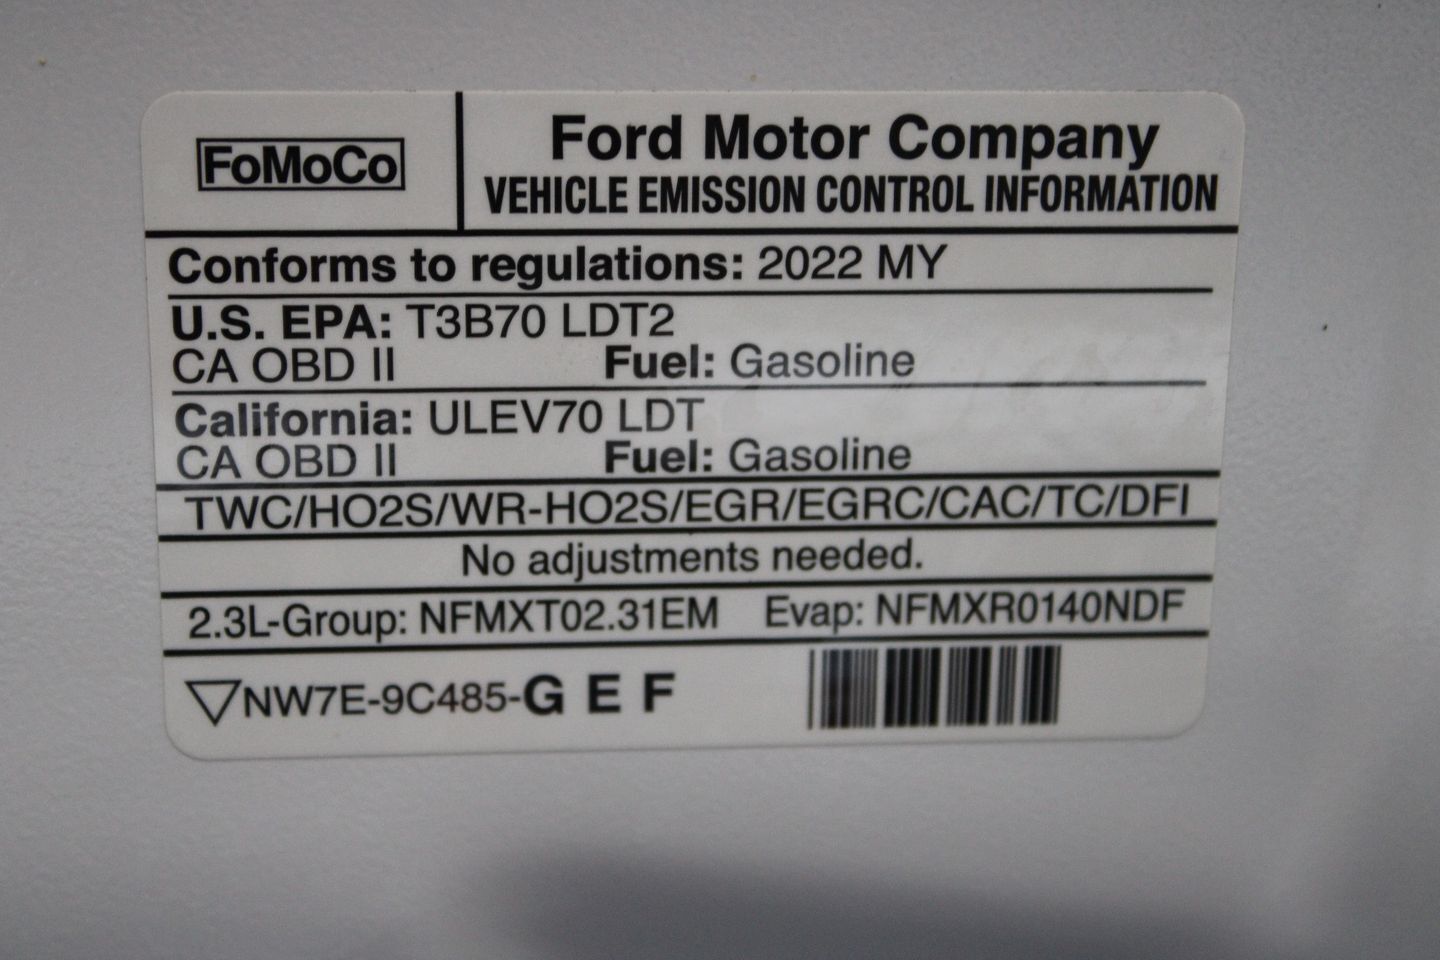 FoMoCo
Ford Motor Company
VEHICLE EMISSION CONTROL INFORMATION
Conforms to regulations: 2022 MY
U.S. EPA: T3B70 LDT2
CA OBD II Fuel: Gasoline
California: ULEV70 LDT
CA OBD II Fuel: Gasoline
TWC/HO2S/WR-HO2S/EGR/EGRC/CAC/TC/DFI
No adjustments needed.
2.3L-Group: NFMXT02.31EM Evap: NFMXR0140NDF
NW7E-9C485-G E F